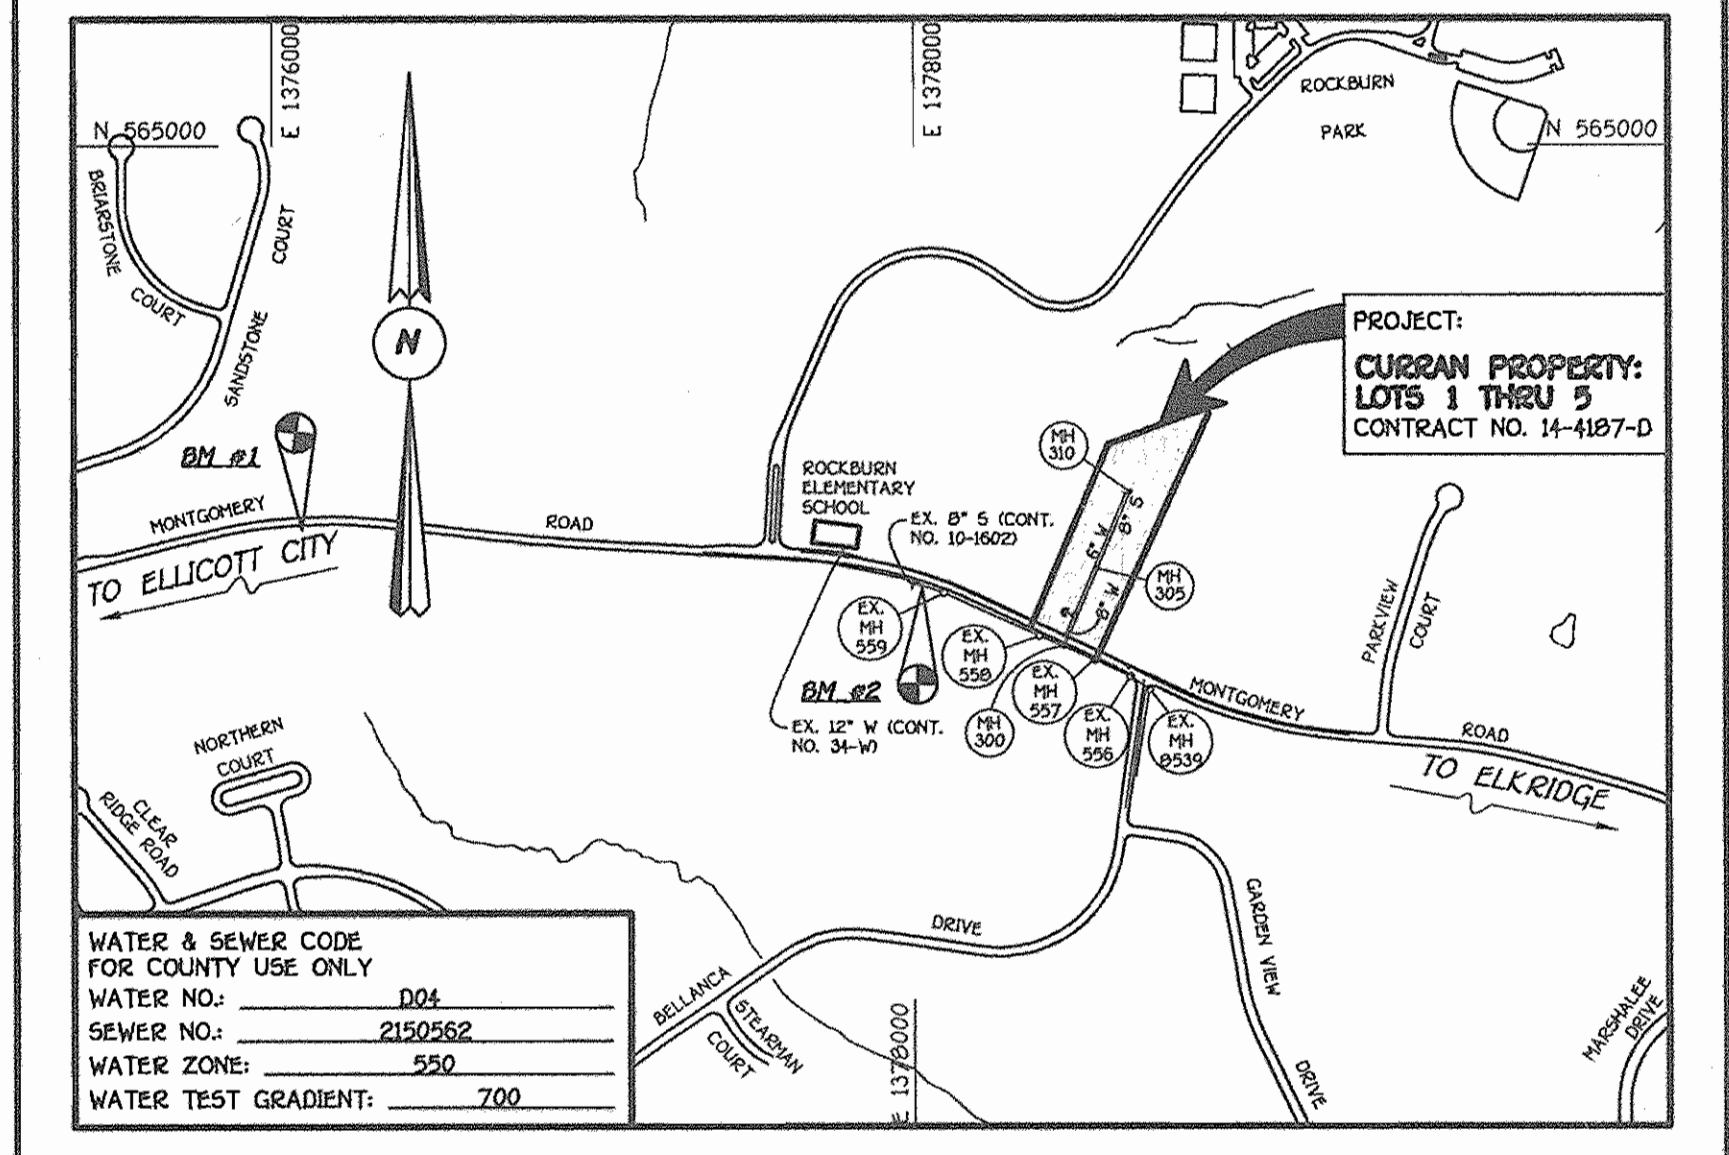 E 1376000
E 1378000
N 565000
N 565000
ROCKBURN
PARK
BRIARSTONE
COURT
SANDSTONE
COURT
N
BM #1
MONTGOMERY
ROAD
TO ELLICOTT CITY
ROCKBURN
ELEMENTARY
SCHOOL
EX. 8" S (CONT.
NO. 10-1602)
PROJECT:
CURRAN PROPERTY:
LOTS 1 THRU 5
CONTRACT NO. 14-4187-D
MH
310
8" S
6" W
8" W
MH
305
EX.
MH
559
EX.
MH
558
EX.
MH
557
MH
300
EX.
MH
556
EX.
MH
8539
BM #2
EX. 12" W (CONT.
NO. 34-W)
MONTGOMERY
ROAD
PARKVIEW
COURT
TO ELKRIDGE
NORTHERN
COURT
CLEAR
RIDGE ROAD
BELLANCA
DRIVE
STEARMAN
COURT
GARDEN VIEW
DRIVE
MARSHALEE
DRIVE
E 1378000
WATER & SEWER CODE
FOR COUNTY USE ONLY
WATER NO.: D04
SEWER NO.: 2150562
WATER ZONE: 550
WATER TEST GRADIENT: 700